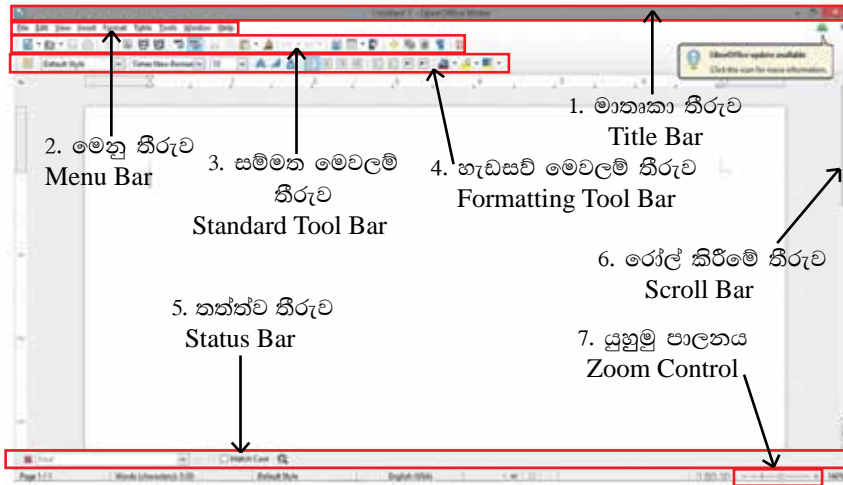 Untitled 1 - LibreOffice Writer
File Edit View Insert Format Table Tools Window Help
Default Style Times New Roman 12
LibreOffice update available
Click the icon for more information.
1. මාතෘකා තීරුව
Title Bar
2. මෙනු තීරුව
Menu Bar
3. සම්මත මෙවලම්
තීරුව
Standard Tool Bar
4. හැඩසව් මෙවලම් තීරුව
Formatting Tool Bar
6. රෝල් කිරීමේ තීරුව
Scroll Bar
5. තත්ත්ව තීරුව
Status Bar
7. යුහුමු පාලනය
Zoom Control
Find Match Case
Page 1 / 1 Default Style English (USA)